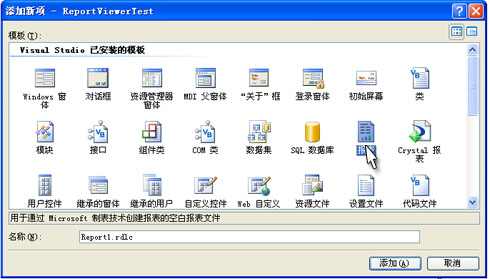 添加新项 - ReportViewerTest
模板(T):
Visual Studio 已安装的模板
Windows 窗体
对话框
资源管理器窗体
MDI 父窗体
“关于”框
登录窗体
初始屏幕
类
模块
接口
组件类
COM 类
数据集
SQL 数据库
报
Crystal 报表
用户控件
继承的窗体
继承的用户
自定义控件
Web 自定义
资源文件
设置文件
代码文件
用于通过 Microsoft 制表技术创建报表的空白报表文件
名称(N):
Report1.rdlc
添加(A)
取消